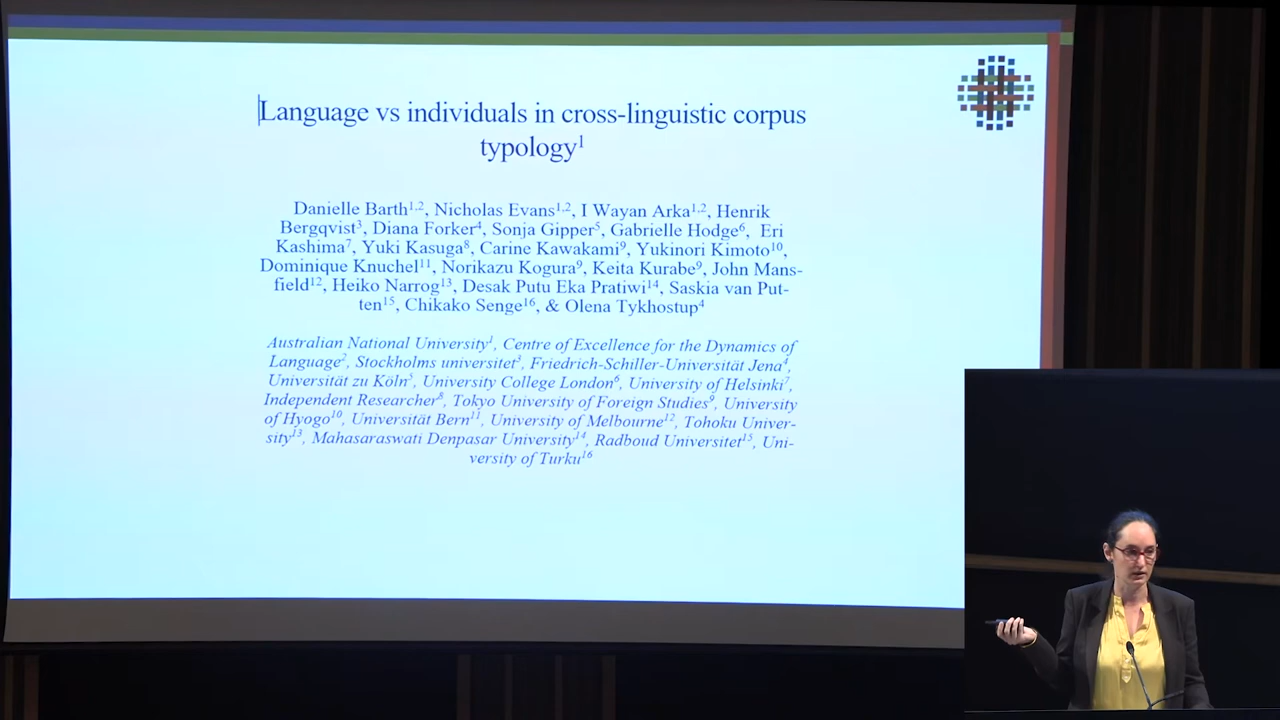 Language vs individuals in cross-linguistic corpus
typology¹
Danielle Barth¹,², Nicholas Evans¹,², I Wayan Arka¹,², Henrik
Bergqvist³, Diana Forker⁴, Sonja Gipper⁵, Gabrielle Hodge⁶, Eri
Kashima⁷, Yuki Kasuga⁸, Carine Kawakami⁹, Yukinori Kimoto¹⁰,
Dominique Knuchel¹¹, Norikazu Kogura⁹, Keita Kurabe⁹, John Mans-
field¹², Heiko Narrog¹³, Desak Putu Eka Pratiwi¹⁴, Saskia van Put-
ten¹⁵, Chikako Senge¹⁶, & Olena Tykhostup⁴
Australian National University¹, Centre of Excellence for the Dynamics of
Language², Stockholms universitet³, Friedrich-Schiller-Universität Jena⁴,
Universität zu Köln⁵, University College London⁶, University of Helsinki⁷,
Independent Researcher⁸, Tokyo University of Foreign Studies⁹, University
of Hyogo¹⁰, Universität Bern¹¹, University of Melbourne¹², Tohoku Univer-
sity¹³, Mahasaraswati Denpasar University¹⁴, Radboud Universitet¹⁵, Uni-
versity of Turku¹⁶